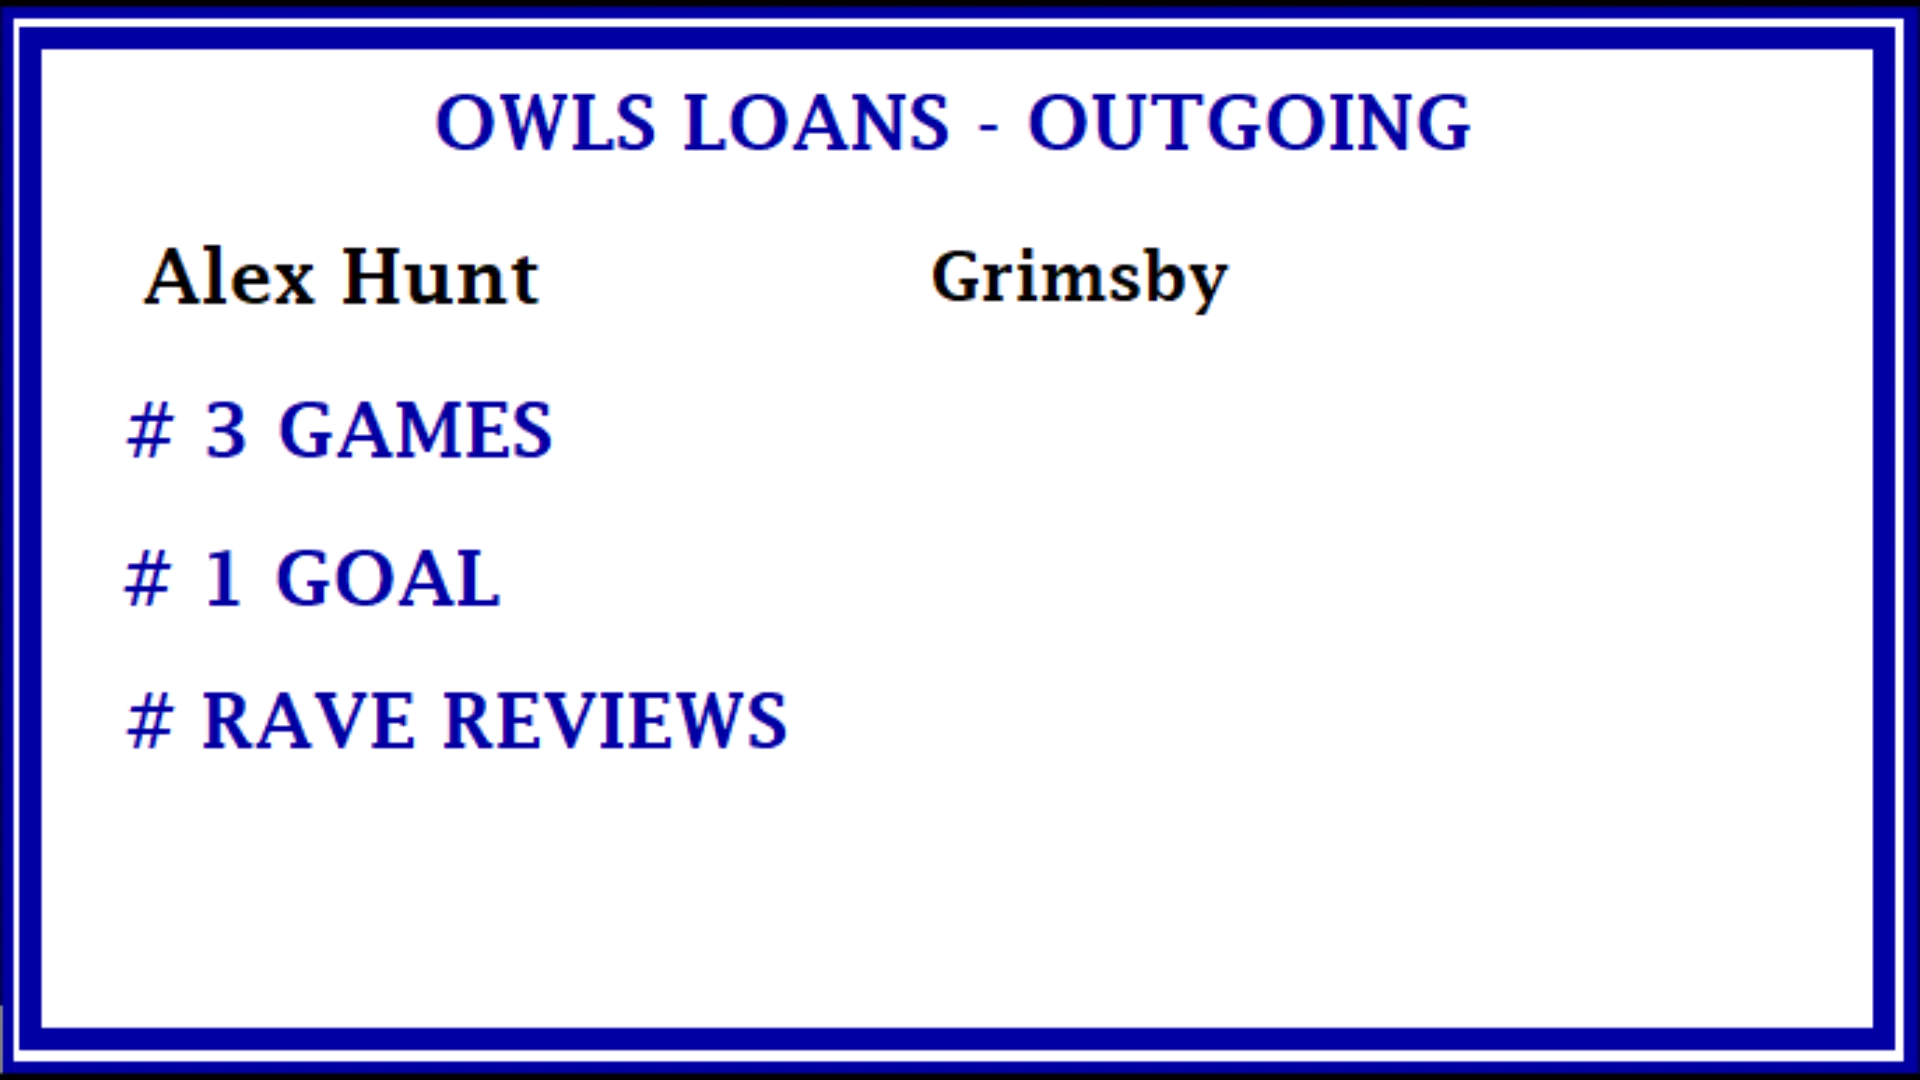 OWLS LOANS - OUTGOING
Alex Hunt Grimsby
# 3 GAMES
# 1 GOAL
# RAVE REVIEWS